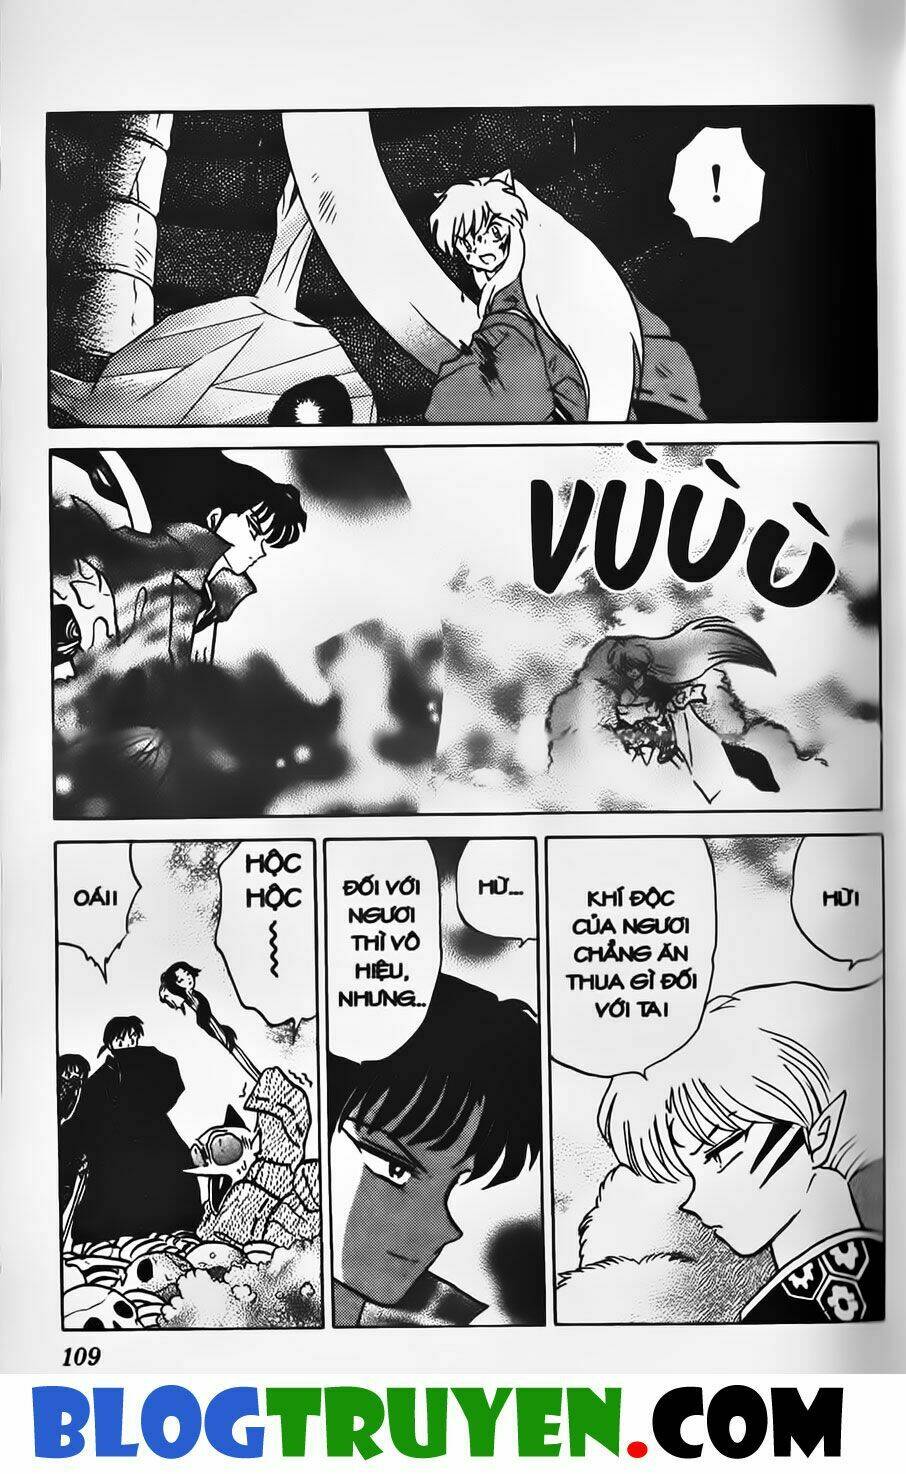 !
VÙÙÙ
HỪ!
KHÍ ĐỘC
CỦA NGƯƠI
CHẲNG ĂN
THUA GÌ ĐỐI
VỚI TA!
HỪ...
ĐỐI VỚI
NGƯƠI
THÌ VÔ
HIỆU,
NHƯNG...
HỘC
HỘC
OÁI!
109
BLOGTRUYEN.COM